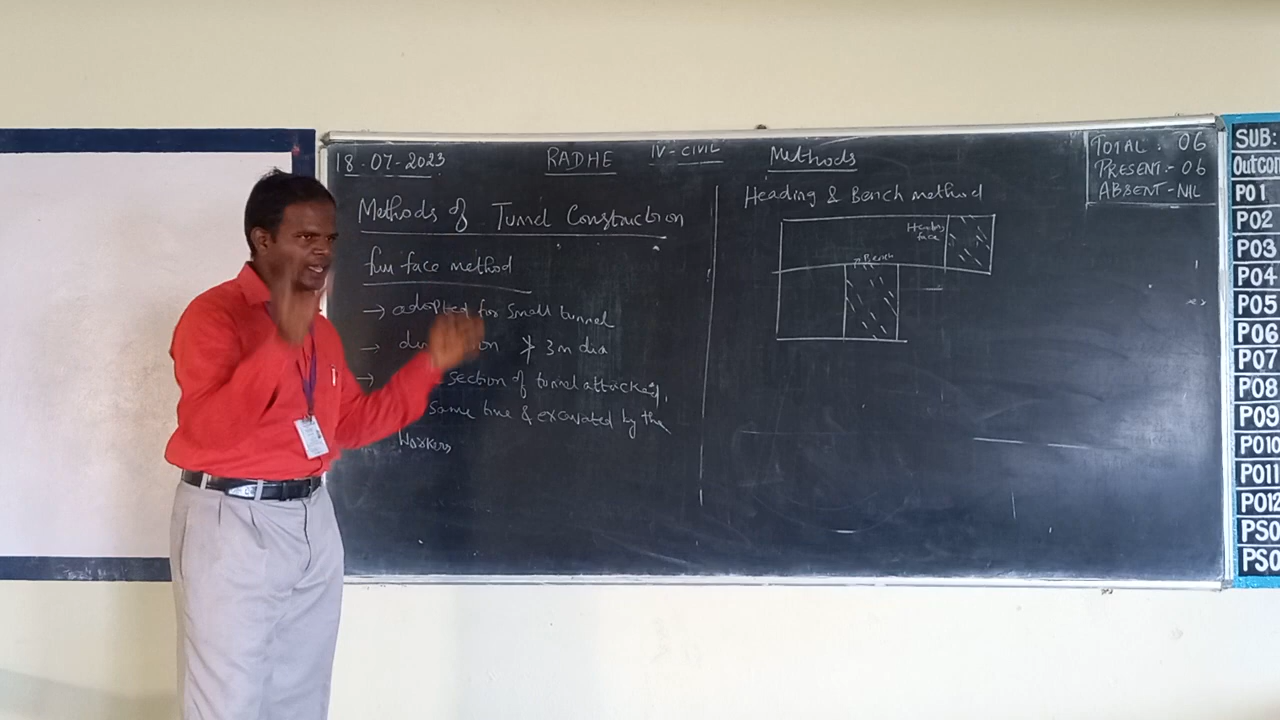 18-07-2023
RADHE
IV-CIVIL
Methods
TOTAL : 06
PRESENT:- 06
ABSENT-NIL
Methods of Tunnel Construction
full face method
→ adopted for small tunnel
→ ≯ 3m dia
→ section of tunnel attacked,
same time & excavated by the
workers
Heading & Bench method
Heading
face
Bench
SUB:
Outcom
PO1
PO2
PO3
PO4
PO5
PO6
PO7
PO8
PO9
PO10
PO11
PO12
PSO
PSO